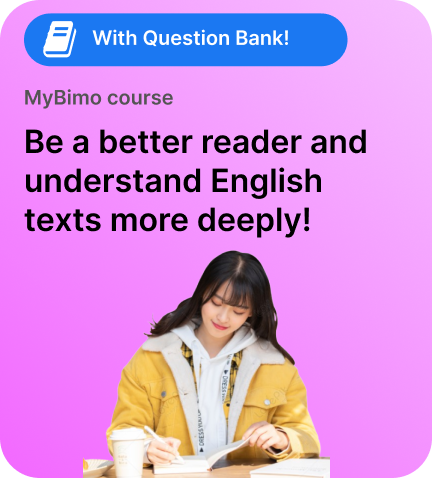 With Question Bank!
MyBimo course
Be a better reader and
understand English
texts more deeply!